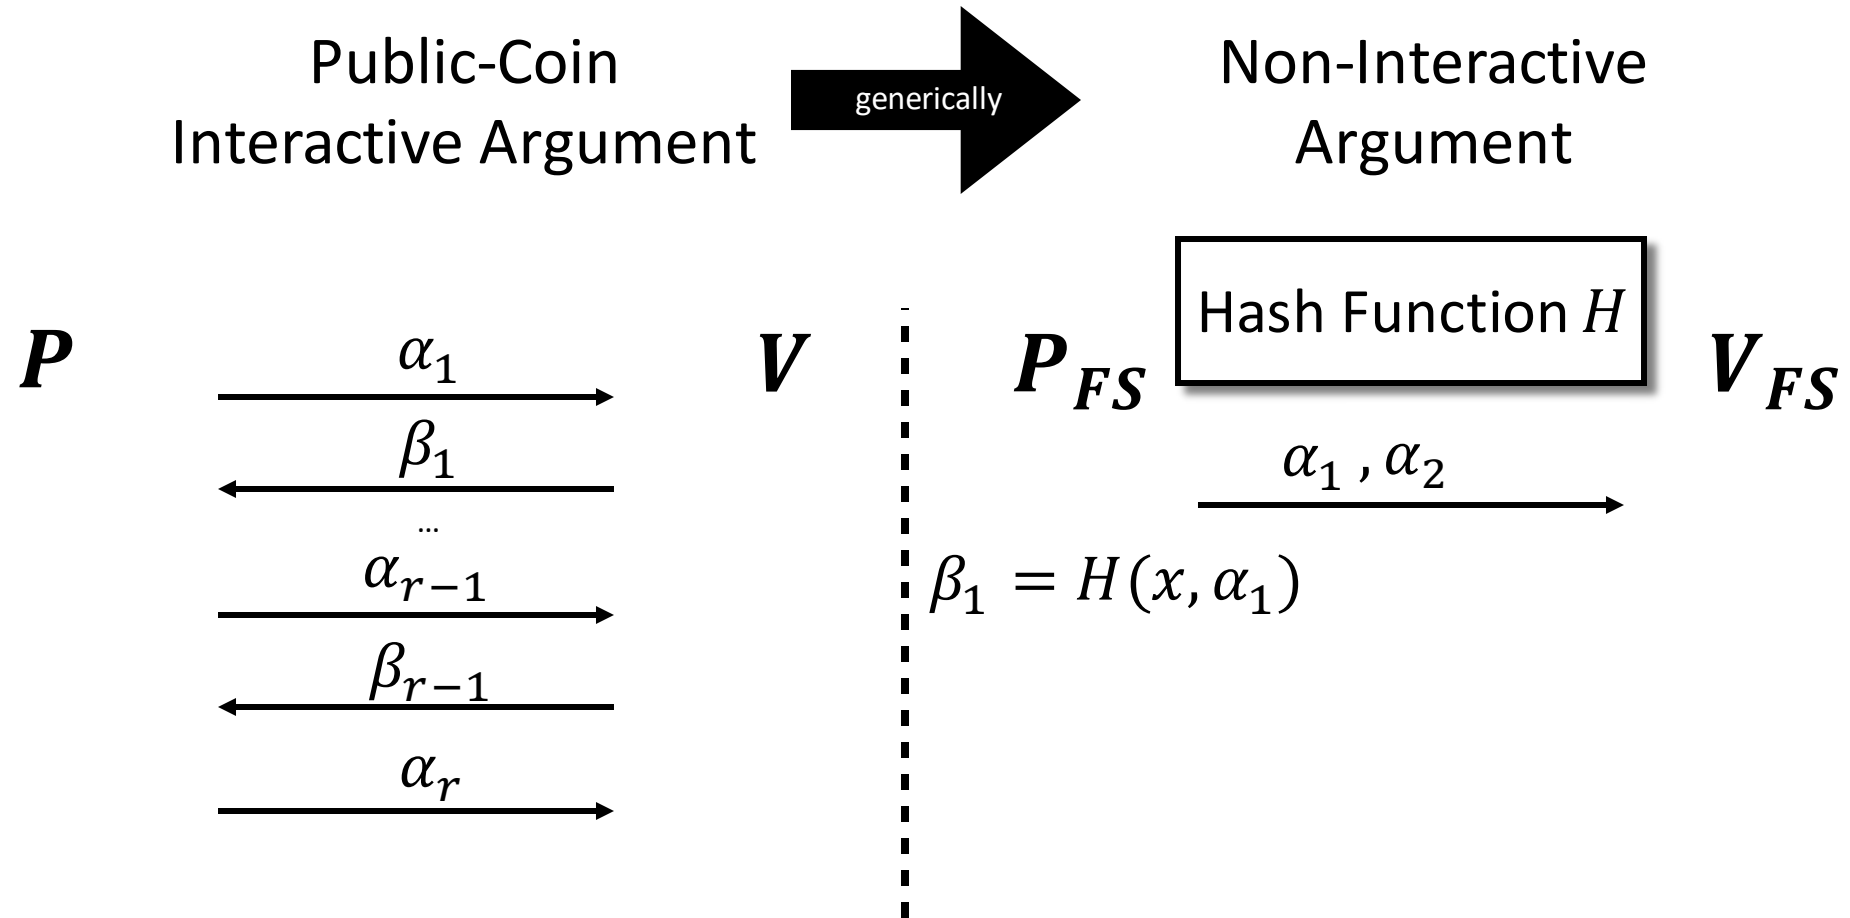 Public-Coin
Interactive Argument
generically
Non-Interactive
Argument
P
V
α₁
β₁
...
αᵣ₋₁
βᵣ₋₁
αᵣ
Hash Function H
P_FS
V_FS
α₁ , α₂
β₁ = H(x, α₁)